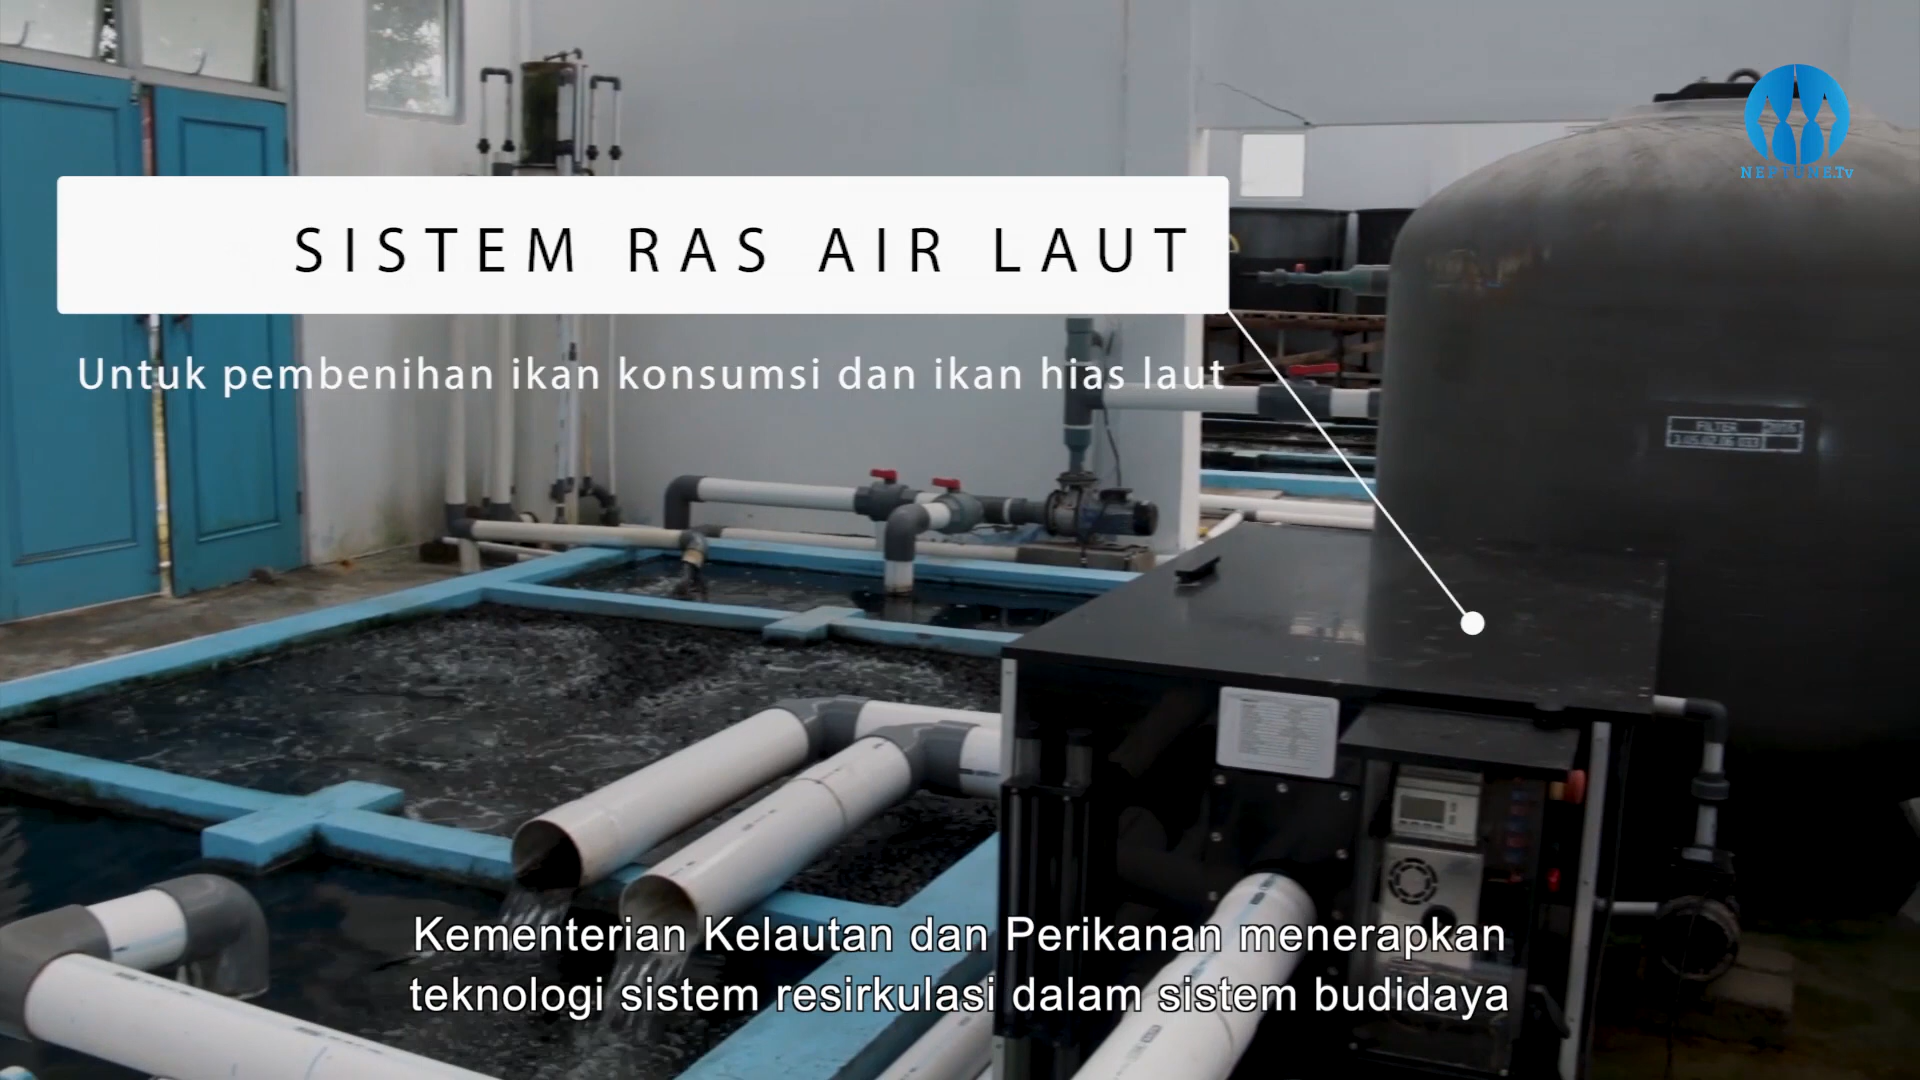 NEPTUNE.Tv
SISTEM RAS AIR LAUT
Untuk pembenihan ikan konsumsi dan ikan hias laut
FILTER
Kementerian Kelautan dan Perikanan menerapkan
teknologi sistem resirkulasi dalam sistem budidaya